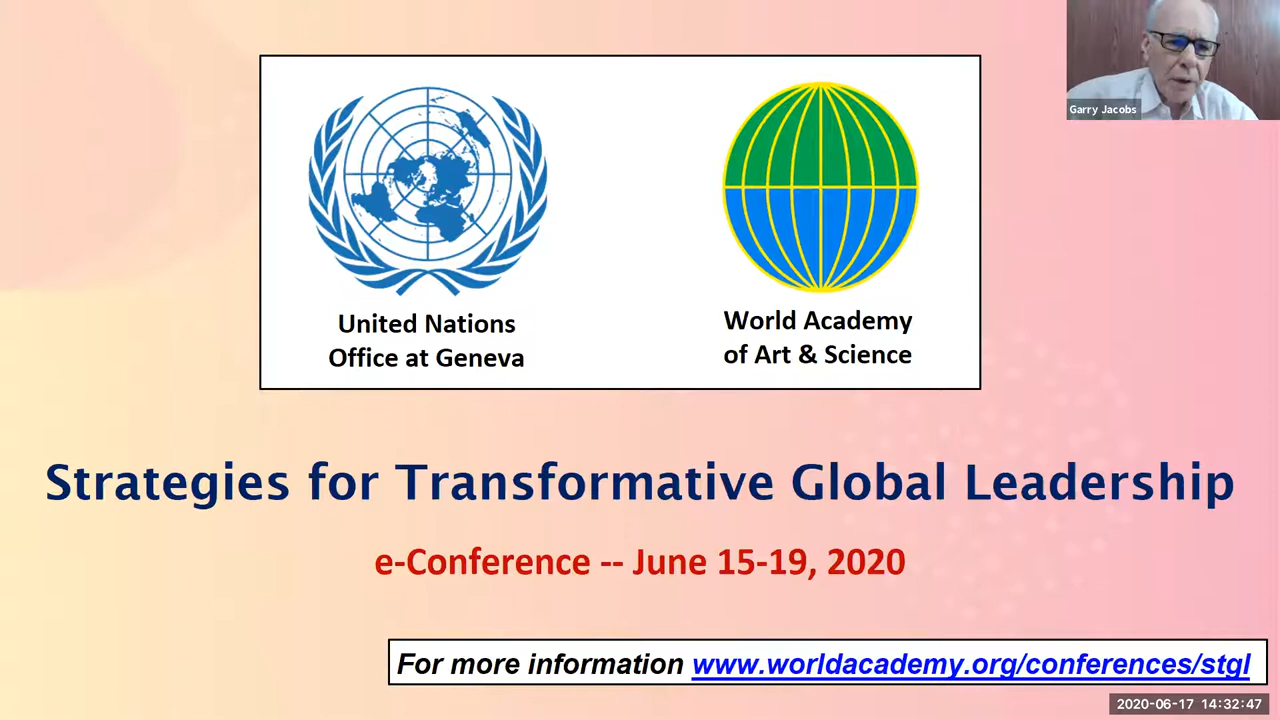 Garry Jacobs
United Nations
Office at Geneva
World Academy
of Art & Science
Strategies for Transformative Global Leadership
e-Conference -- June 15-19, 2020
For more information www.worldacademy.org/conferences/stgl
2020-06-17 14:32:47